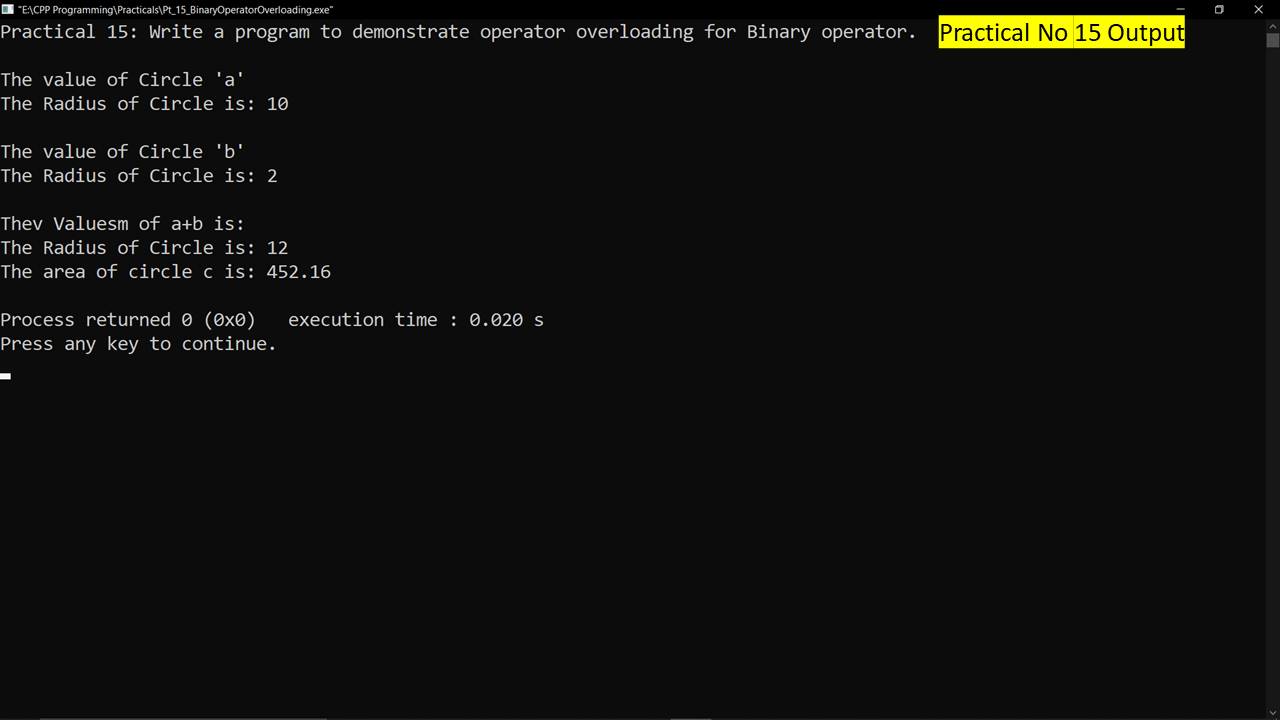 "E:\CPP Programming\Practicals\Pt_15_BinaryOperatorOverloading.exe"
Practical 15: Write a program to demonstrate operator overloading for Binary operator.
Practical No 15 Output
The value of Circle 'a'
The Radius of Circle is: 10
The value of Circle 'b'
The Radius of Circle is: 2
Thev Valuesm of a+b is:
The Radius of Circle is: 12
The area of circle c is: 452.16
Process returned 0 (0x0)   execution time : 0.020 s
Press any key to continue.